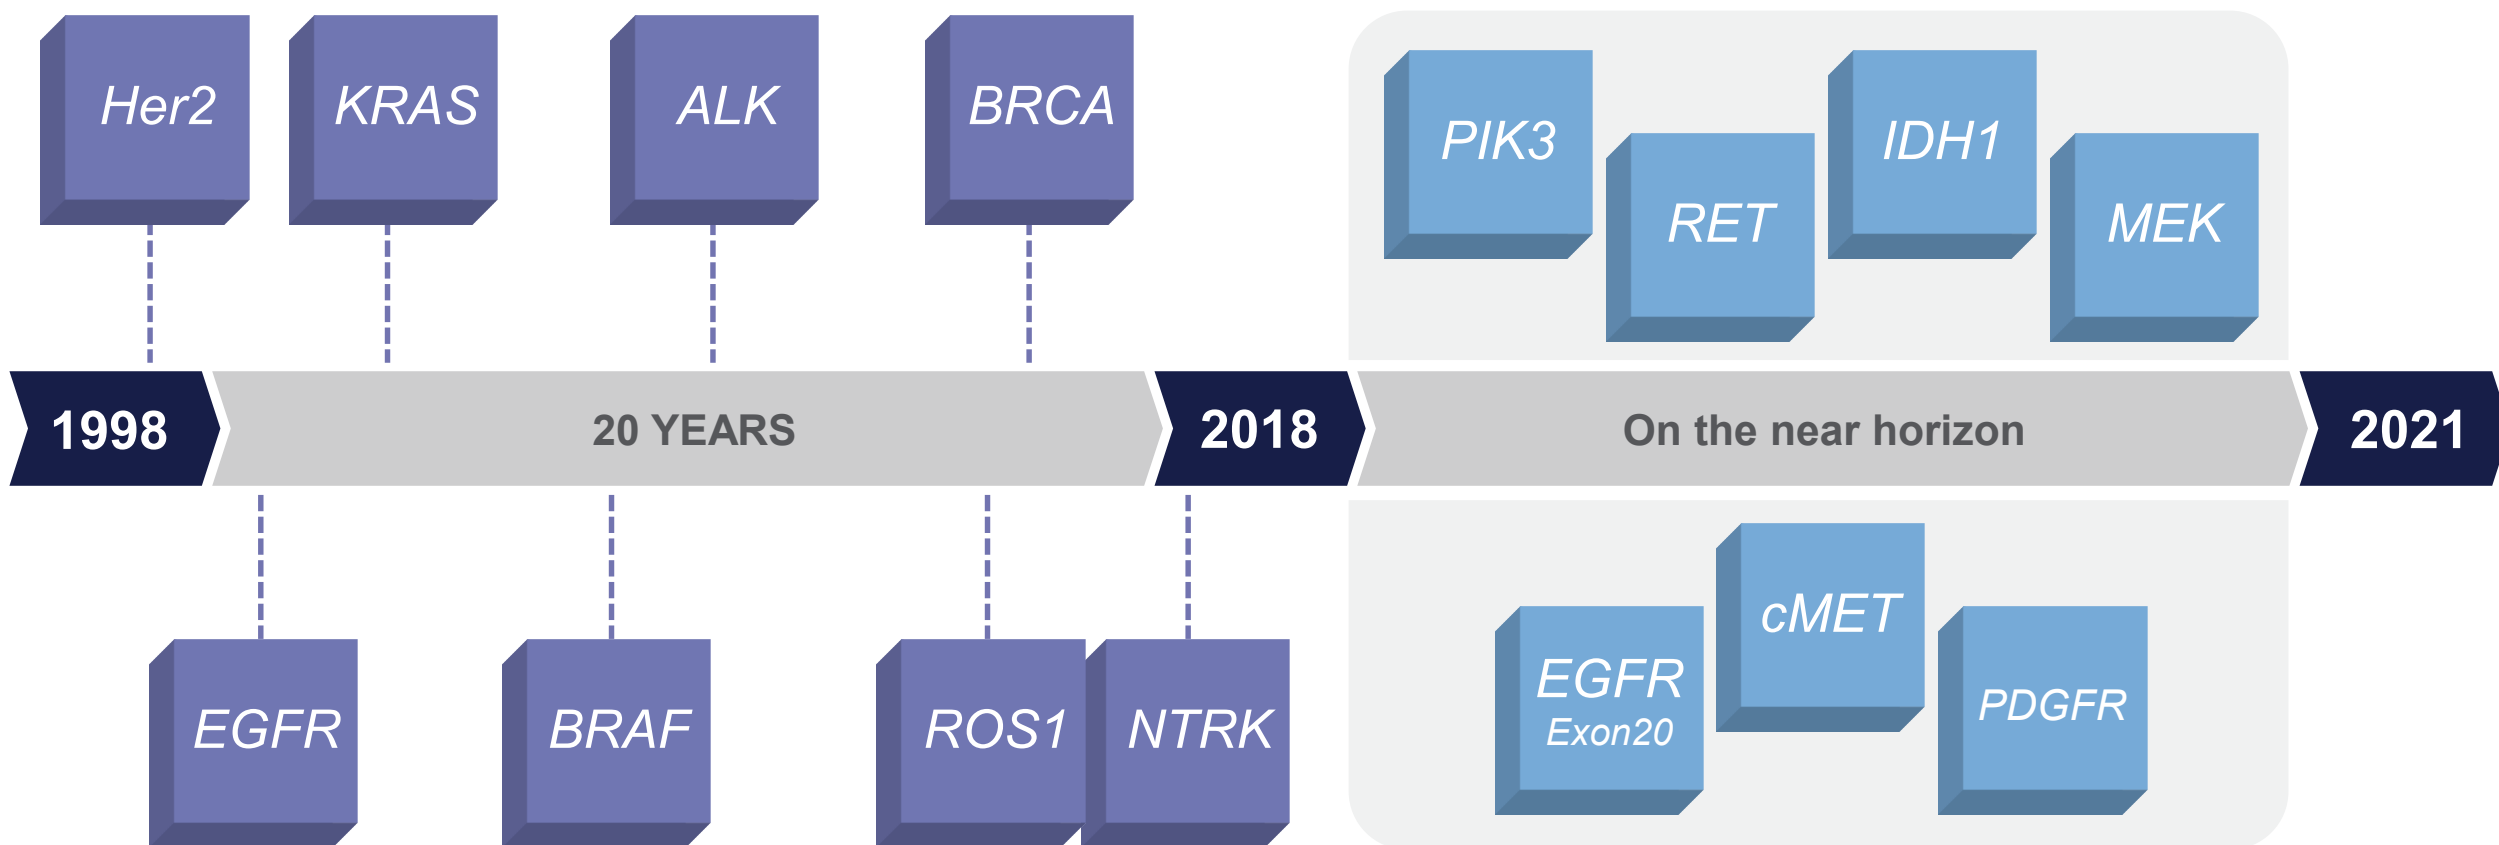 Her2
KRAS
ALK
BRCA
PIK3
RET
IDH1
MEK
1998
20 YEARS
2018
On the near horizon
2021
EGFR
BRAF
ROS1
NTRK
EGFR
Exon20
cMET
PDGFR